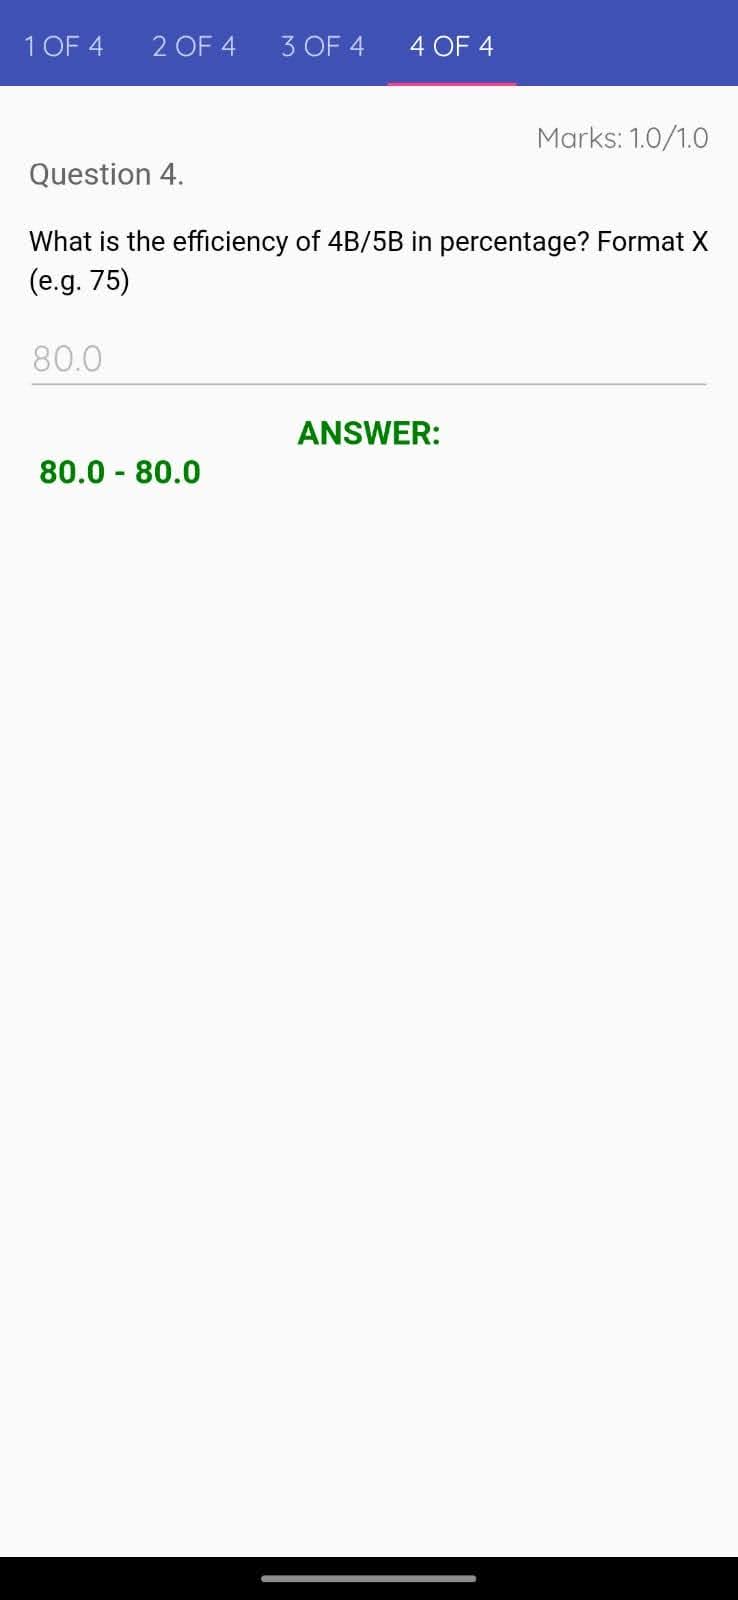 1 OF 4 2 OF 4 3 OF 4 4 OF 4
Marks: 1.0/1.0
Question 4.
What is the efficiency of 4B/5B in percentage? Format X
(e.g. 75)
80.0
ANSWER:
80.0 - 80.0